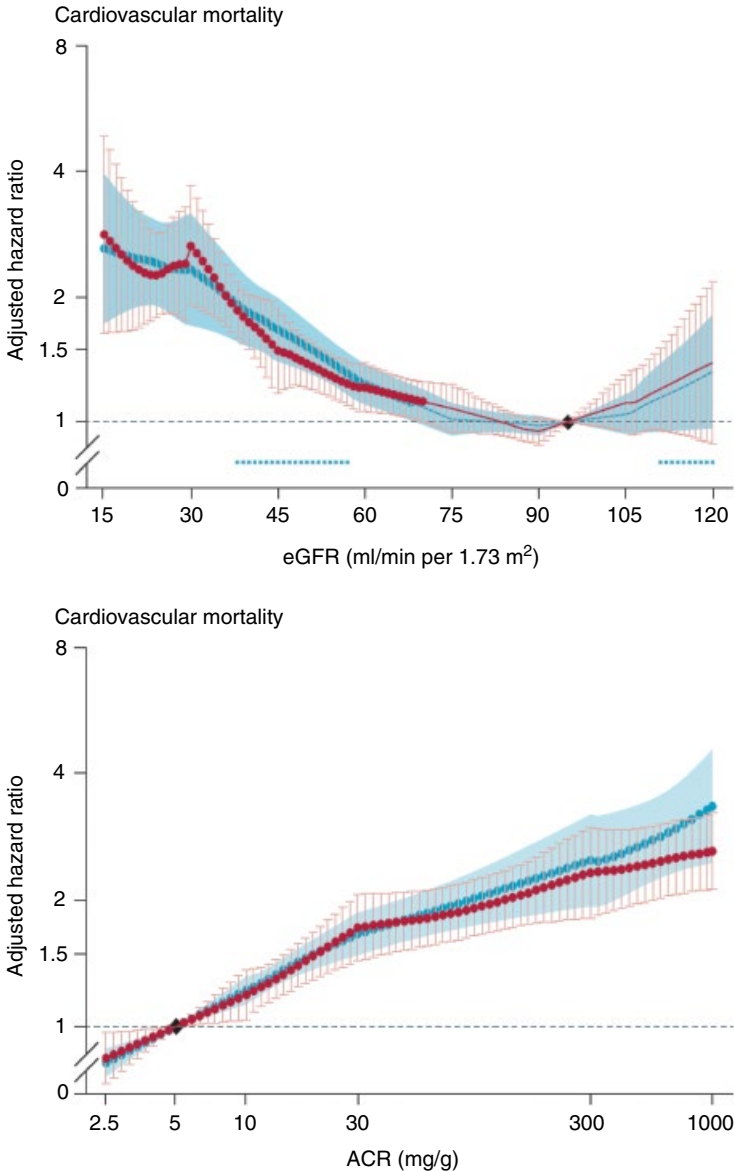 Cardiovascular mortality
8
4
2
1.5
1
0
Adjusted hazard ratio
15 30 45 60 75 90 105 120
eGFR (ml/min per 1.73 m²)
Cardiovascular mortality
8
4
2
1.5
1
0
Adjusted hazard ratio
2.5 5 10 30 300 1000
ACR (mg/g)